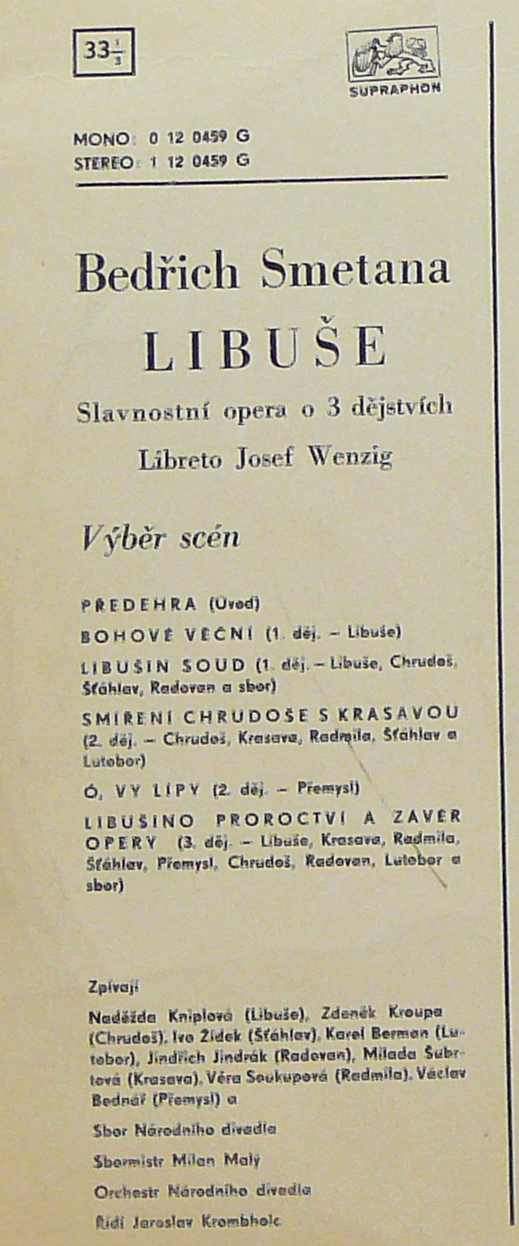 33 1/3
SUPRAPHON
MONO: 0 12 0459 G
STEREO: 1 12 0459 G
Bedřich Smetana
LIBUŠE
Slavnostní opera o 3 dějstvích
Libreto Josef Wenzig
Výběr scén
PŘEDEHRA (Úvod)
BOHOVÉ VĚČNÍ (1. děj. – Libuše)
LIBUŠIN SOUD (1. děj. – Libuše, Chrudoš,
Šťáhlav, Radovan a sbor)
SMÍŘENÍ CHRUDOŠE S KRASAVOU
(2. děj. – Chrudoš, Krasava, Radmila, Šťáhlav a
Lutobor)
Ó, VY LÍPY (2. děj. – Přemysl)
LIBUŠINO PROROCTVÍ A ZÁVĚR
OPERY (3. děj. – Libuše, Krasava, Radmila,
Šťáhlav, Přemysl, Chrudoš, Radovan, Lutobor a
sbor)
Zpívají
Naděžda Kniplová (Libuše), Zdeněk Kroupa
(Chrudoš), Ivo Žídek (Šťáhlav), Karel Berman (Lu-
tobor), Jindřich Jindrák (Radovan), Milada Šubr-
tová (Krasava), Věra Soukupová (Radmila), Václav
Bednář (Přemysl) a
Sbor Národního divadla
Sbormistr Milan Malý
Orchestr Národního divadla
Řídí Jaroslav Krombholc